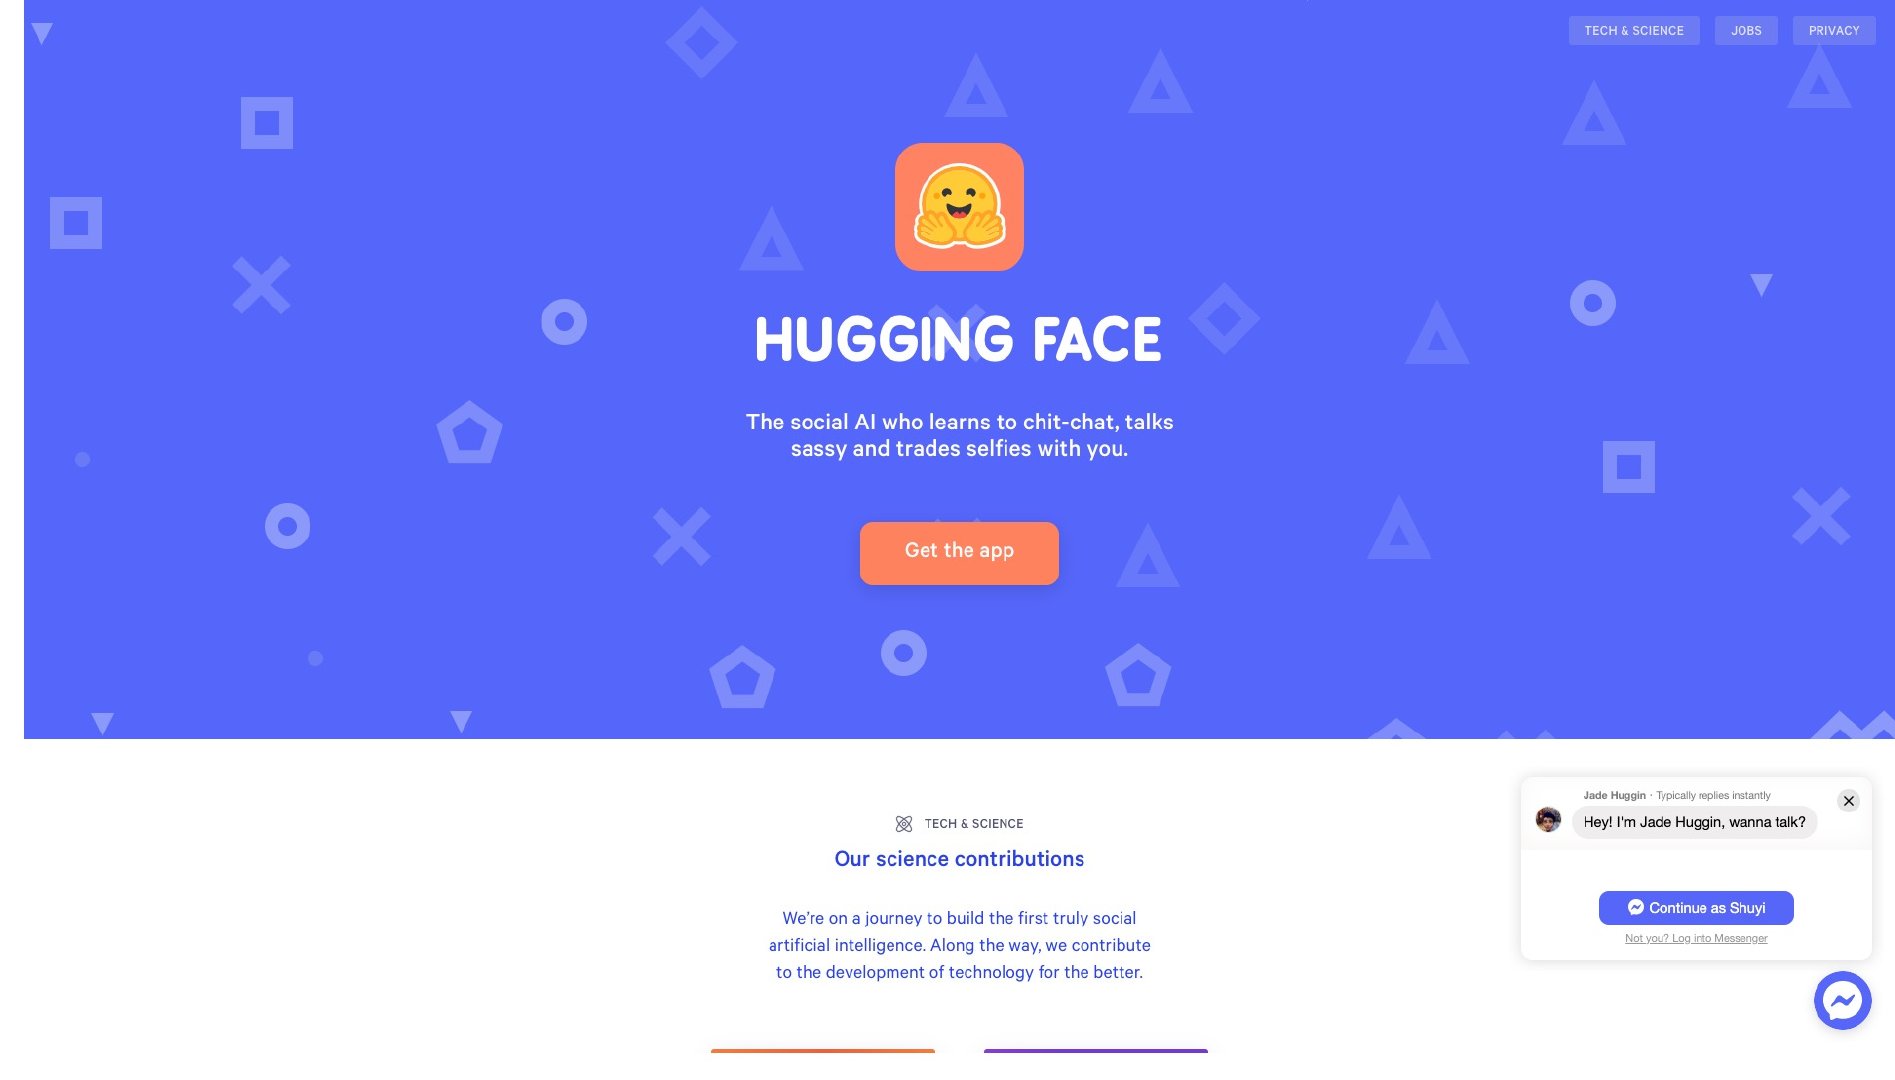 TECH & SCIENCE
JOBS
PRIVACY
HUGGING FACE
The social AI who learns to chit-chat, talks
sassy and trades selfies with you.
Get the app
TECH & SCIENCE
Our science contributions
We're on a journey to build the first truly social
artificial intelligence. Along the way, we contribute
to the development of technology for the better.
Jade Huggin · Typically replies instantly
Hey! I'm Jade Huggin, wanna talk?
Continue as Shuyi
Not you? Log into Messenger